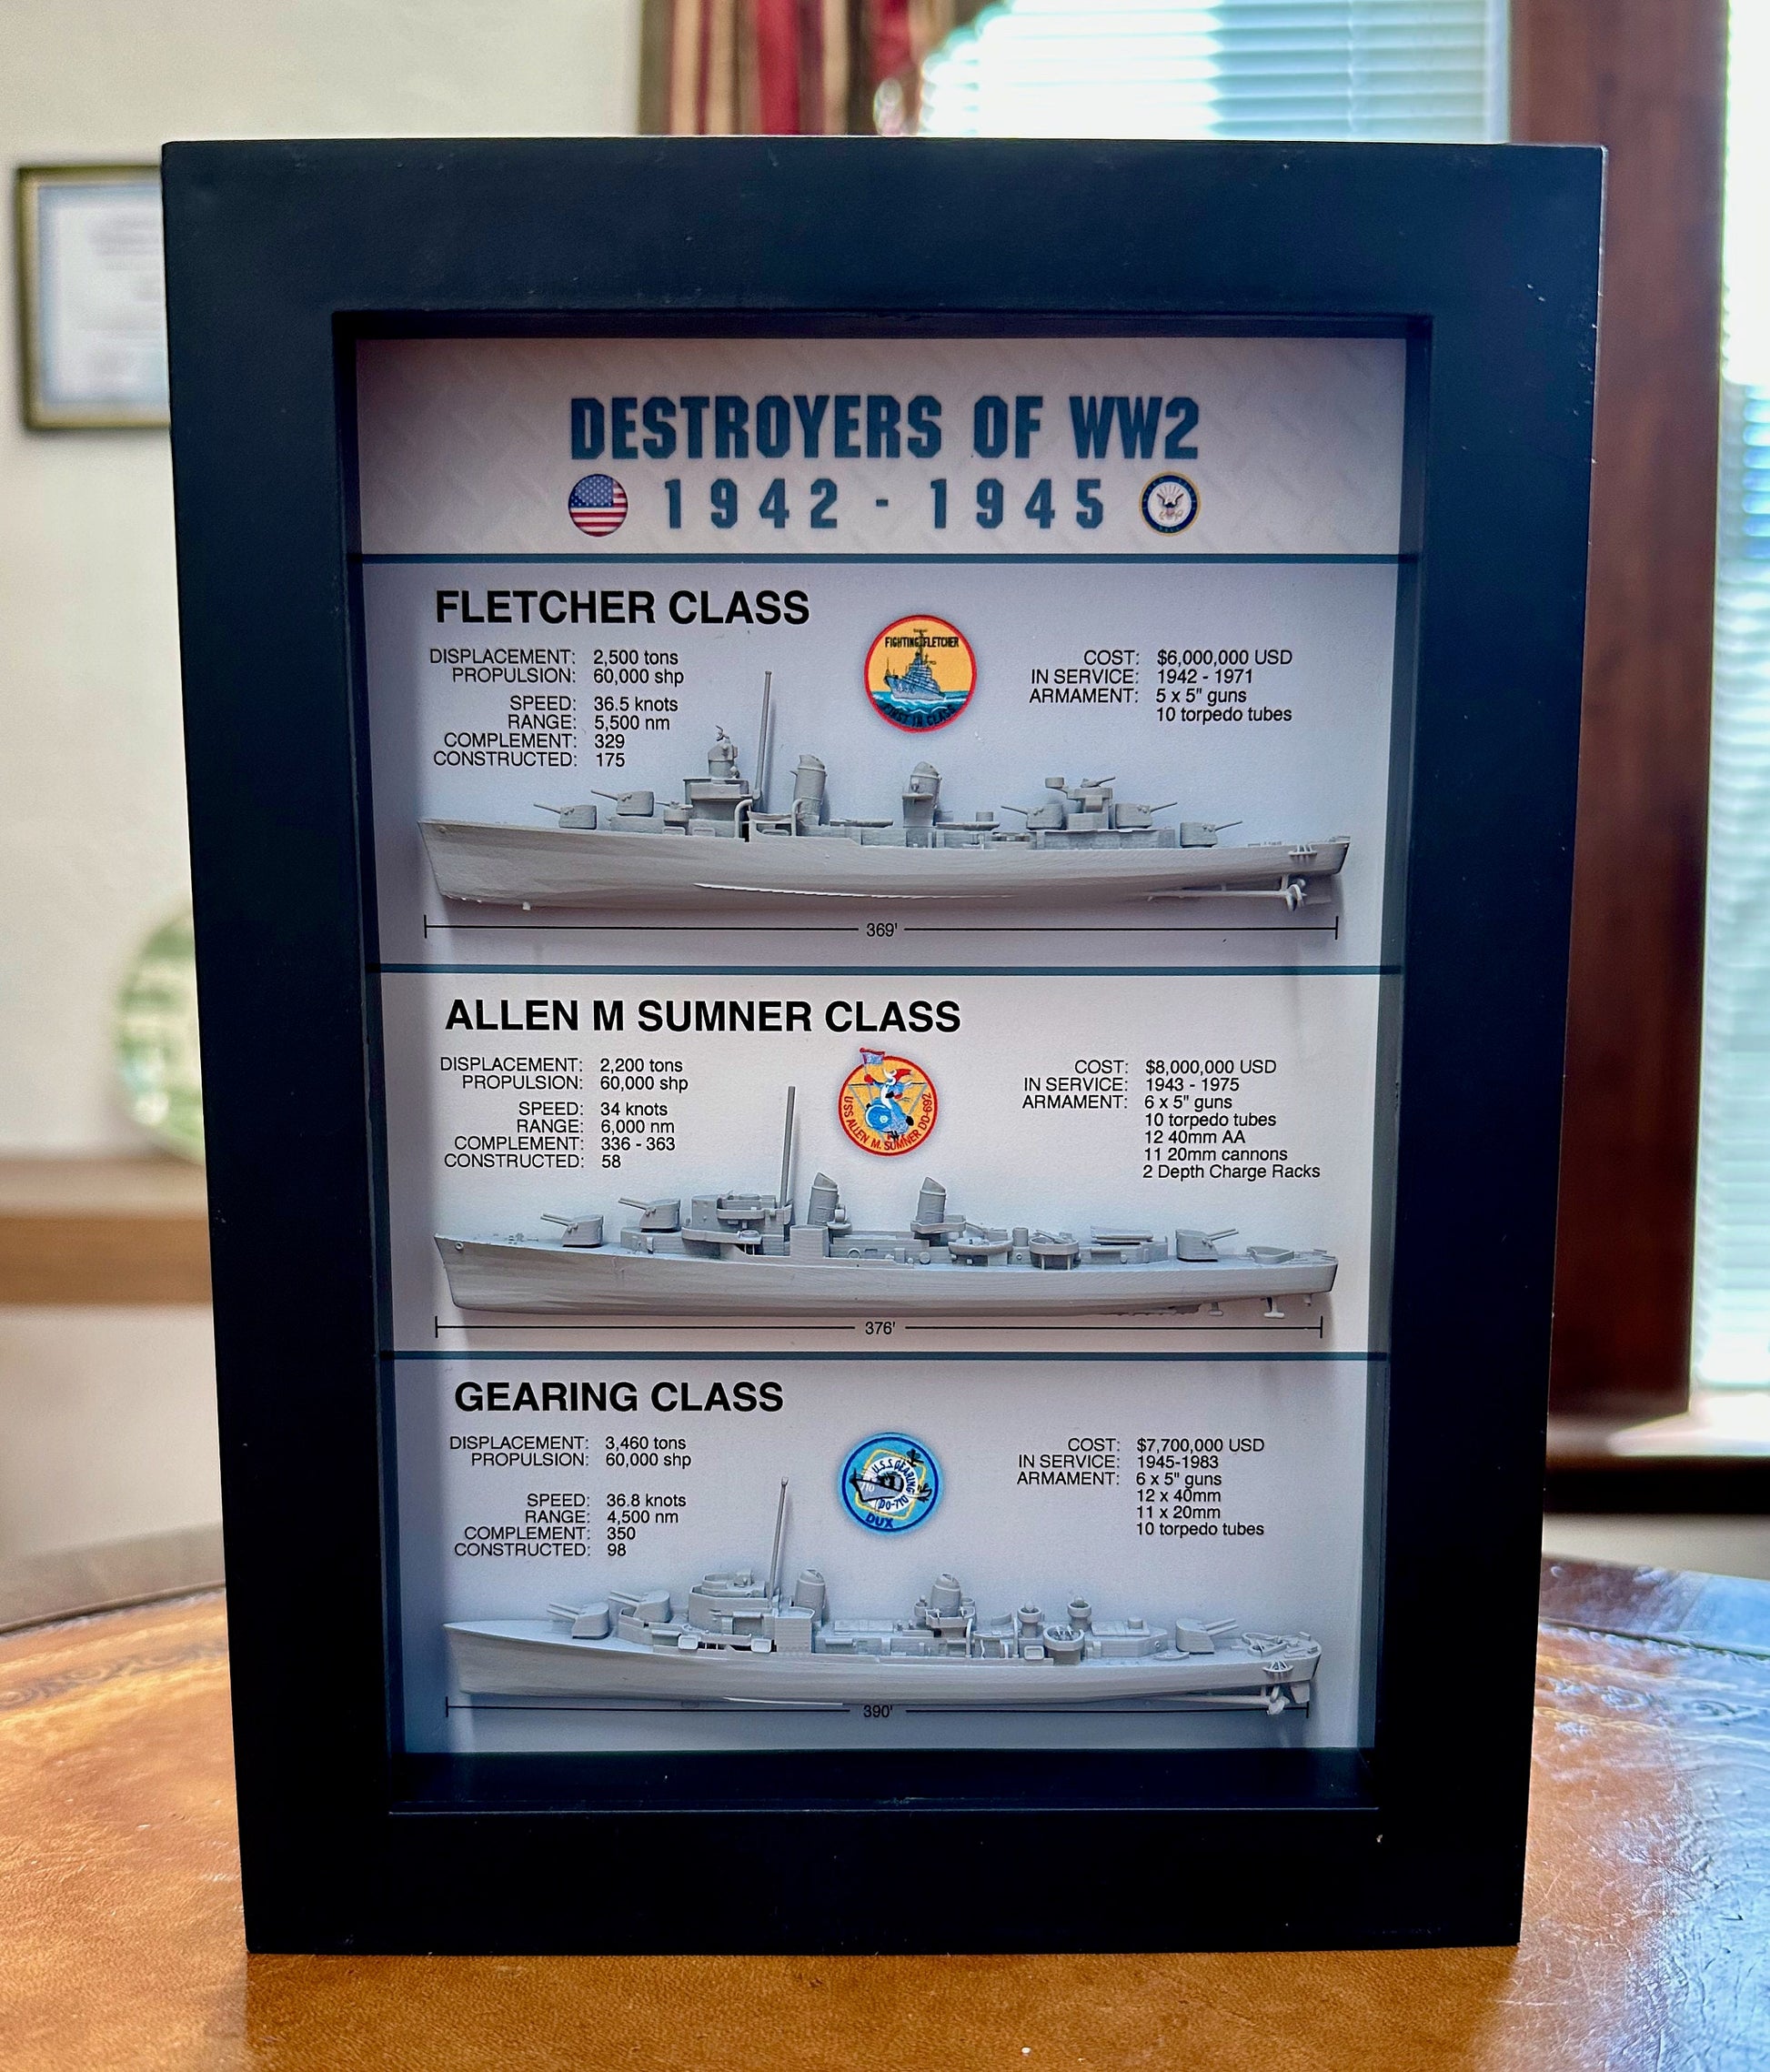 DESTROYERS OF WW2
1942 - 1945
FLETCHER CLASS
DISPLACEMENT: 2,500 tons
PROPULSION: 60,000 shp
SPEED: 36.5 knots
RANGE: 5,500 nm
COMPLEMENT: 329
CONSTRUCTED: 175
FIGHTING FLETCHER
FIRST IN CLASS
COST: $6,000,000 USD
IN SERVICE: 1942 - 1971
ARMAMENT: 5 x 5" guns
10 torpedo tubes
369'
ALLEN M SUMNER CLASS
DISPLACEMENT: 2,200 tons
PROPULSION: 60,000 shp
SPEED: 34 knots
RANGE: 6,000 nm
COMPLEMENT: 336 - 363
CONSTRUCTED: 58
USS ALLEN M. SUMNER DD-692
COST: $8,000,000 USD
IN SERVICE: 1943 - 1975
ARMAMENT: 6 x 5" guns
10 torpedo tubes
12 40mm AA
11 20mm cannons
2 Depth Charge Racks
376'
GEARING CLASS
DISPLACEMENT: 3,460 tons
PROPULSION: 60,000 shp
SPEED: 36.8 knots
RANGE: 4,500 nm
COMPLEMENT: 350
CONSTRUCTED: 98
U.S.S. GEARING
DD-710
DUX
COST: $7,700,000 USD
IN SERVICE: 1945-1983
ARMAMENT: 6 x 5" guns
12 x 40mm
11 x 20mm
10 torpedo tubes
390'